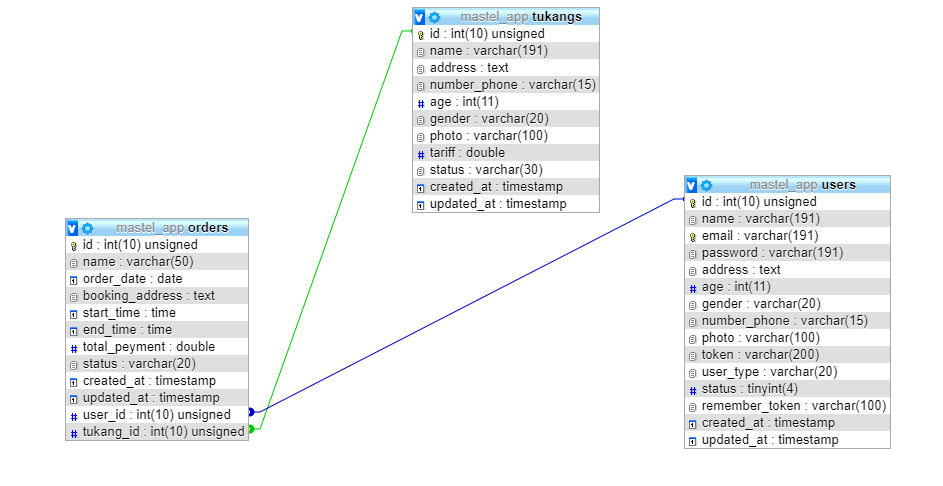 mastel_app tukangs
id : int(10) unsigned
name : varchar(191)
address : text
number_phone : varchar(15)
age : int(11)
gender : varchar(20)
photo : varchar(100)
tariff : double
status : varchar(30)
created_at : timestamp
updated_at : timestamp
mastel_app users
id : int(10) unsigned
name : varchar(191)
email : varchar(191)
password : varchar(191)
address : text
age : int(11)
gender : varchar(20)
number_phone : varchar(15)
photo : varchar(100)
token : varchar(200)
user_type : varchar(20)
status : tinyint(4)
remember_token : varchar(100)
created_at : timestamp
updated_at : timestamp
mastel_app orders
id : int(10) unsigned
name : varchar(50)
order_date : date
booking_address : text
start_time : time
end_time : time
total_peyment : double
status : varchar(20)
created_at : timestamp
updated_at : timestamp
user_id : int(10) unsigned
tukang_id : int(10) unsigned